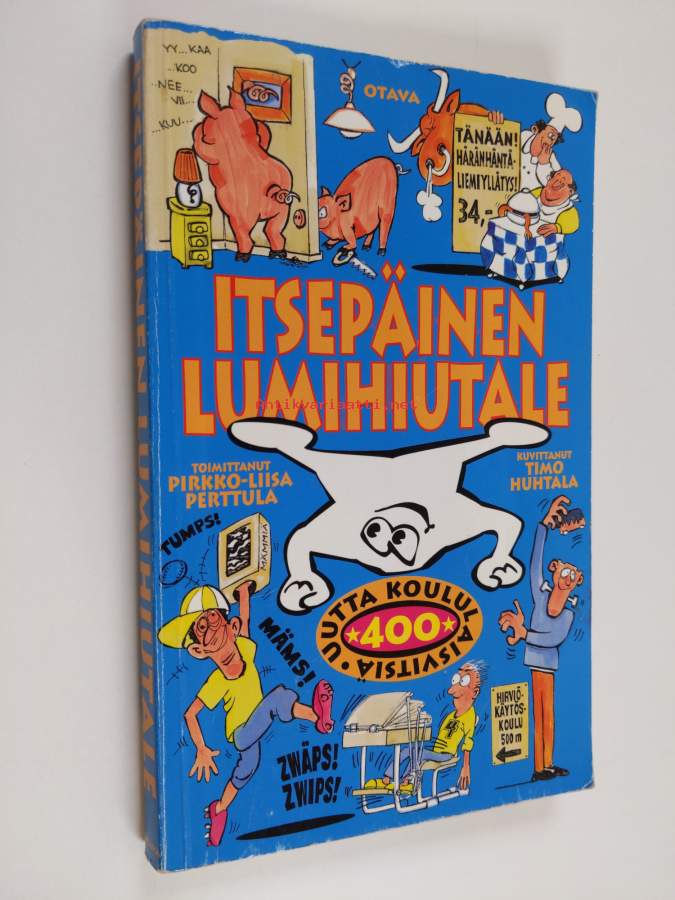 YY...KAA
...KOO
...NEE...
VII....
...KUU...
OTAVA
TÄNÄÄN!
HÄRÄNHÄNTÄ-
LIEMIYLLÄTYS!
34,-
ITSEPÄINEN
LUMIHIUTALE
antikvariaatti.net
TOIMITTANUT
PIRKKO-LIISA
PERTTULA
KUVITTANUT
TIMO
HUHTALA
TUMPS!
MÄMMIÄ
MÄMS!
UUTTA KOULULAISVITSIÄ
★400★
HIRVIÖ-
KÄYTÖS-
KOULU
500 m
ZWÄPS!
ZWIPS!
ITSEPÄINEN LUMIHIUTALE